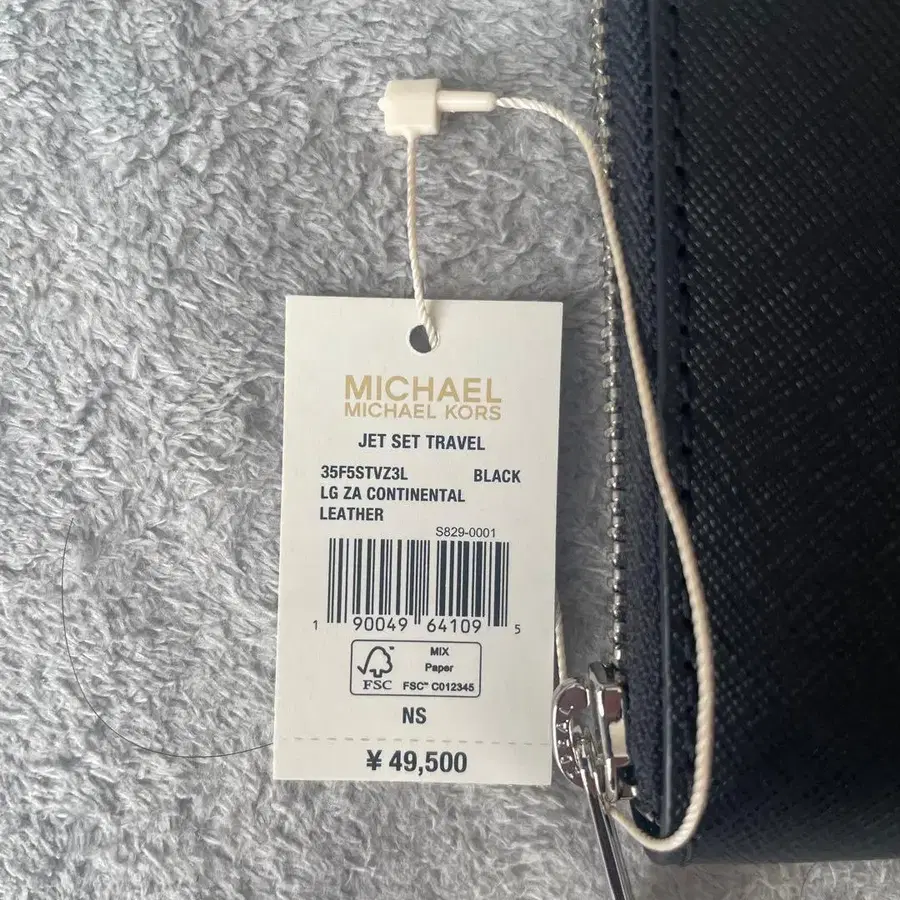 MICHAEL
MICHAEL KORS
JET SET TRAVEL
35F5STVZ3L BLACK
LG ZA CONTINENTAL
LEATHER
S829-0001
1 90049 64109 5
FSC
MIX
Paper
FSC™ C012345
NS
¥ 49,500